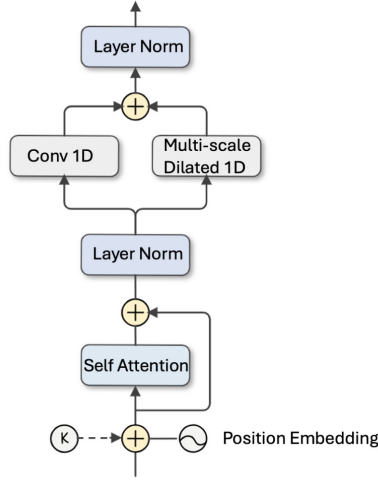 Layer Norm
Conv 1D
Multi-scale
Dilated 1D
Layer Norm
Self Attention
K
Position Embedding